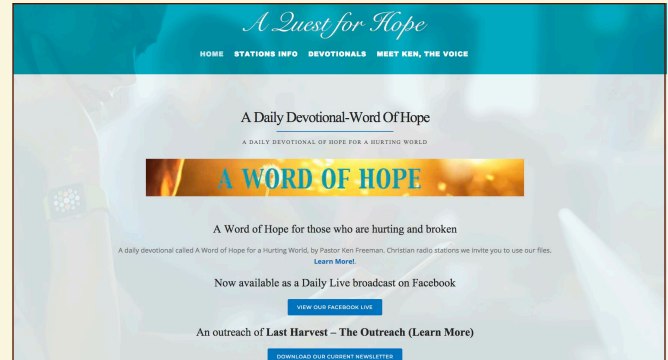 A Quest for Hope
HOME STATIONS INFO DEVOTIONALS MEET KEN, THE VOICE
A Daily Devotional-Word Of Hope
A DAILY DEVOTIONAL OF HOPE FOR A HURTING WORLD
A WORD OF HOPE
A Word of Hope for those who are hurting and broken
A daily devotional called A Word of Hope for a Hurting World, by Pastor Ken Freeman. Christian radio stations we invite you to use our files.
Learn More!.
Now available as a Daily Live broadcast on Facebook
VIEW OUR FACEBOOK LIVE
An outreach of Last Harvest – The Outreach (Learn More)
DOWNLOAD OUR CURRENT NEWSLETTER